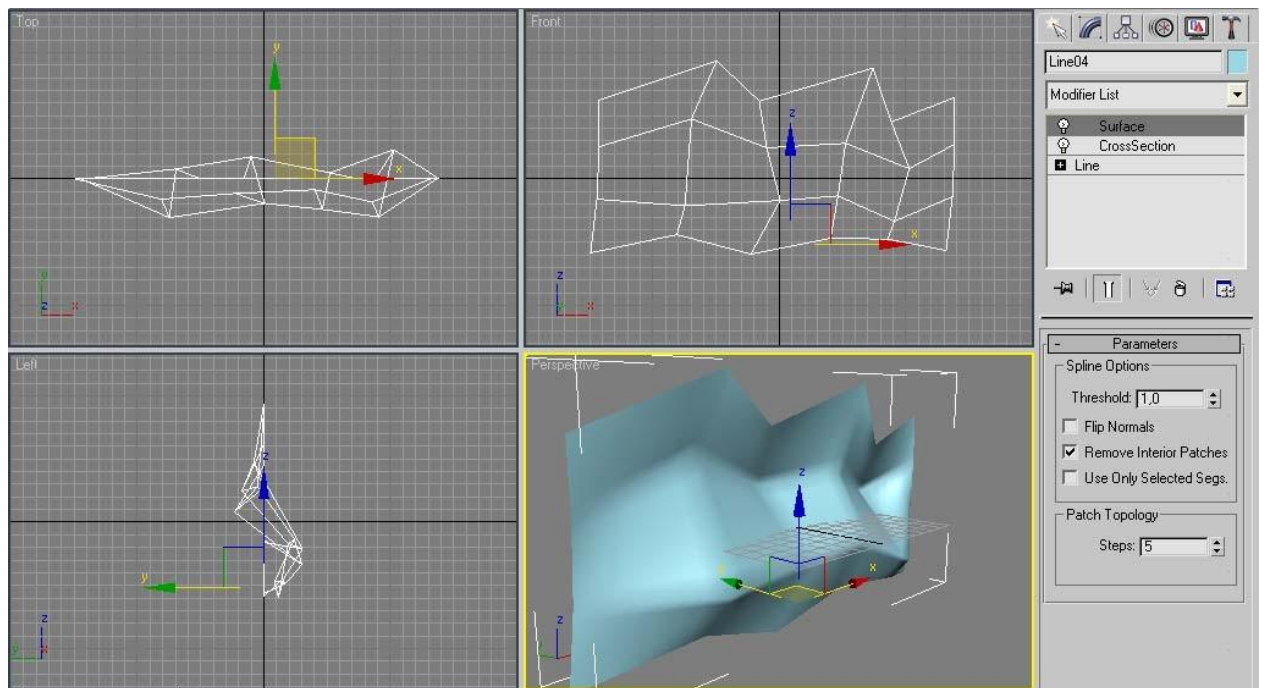 Top
y
x
y
z x
Front
z
x
z
y x
Left
z
y
z
y x
Perspective
z
y x
z
Line04
Modifier List
Surface
CrossSection
Line
- Parameters
Spline Options
Threshold: 1,0
Flip Normals
Remove Interior Patches
Use Only Selected Segs.
Patch Topology
Steps: 5